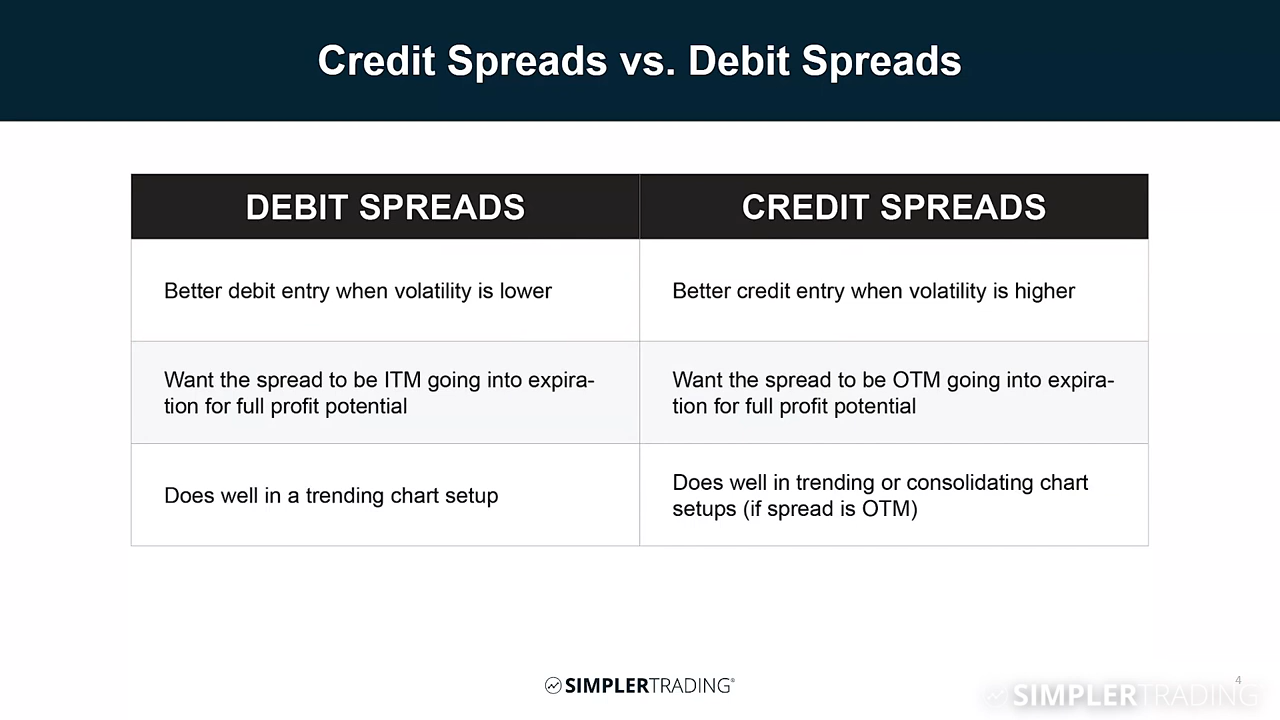 Credit Spreads vs. Debit Spreads
DEBIT SPREADS
CREDIT SPREADS
Better debit entry when volatility is lower
Better credit entry when volatility is higher
Want the spread to be ITM going into expira-
tion for full profit potential
Want the spread to be OTM going into expira-
tion for full profit potential
Does well in a trending chart setup
Does well in trending or consolidating chart
setups (if spread is OTM)
SIMPLERTRADING®
4
SIMPLERTRADING